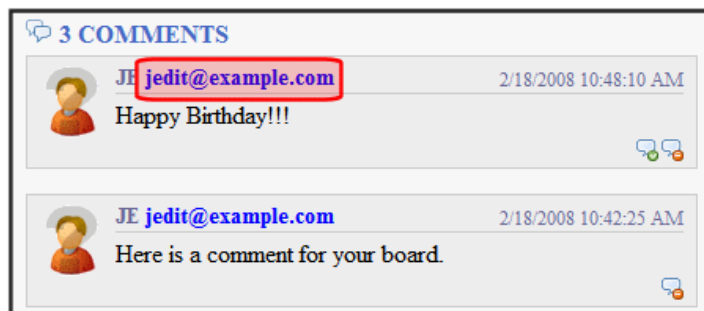 3 COMMENTS
JE jedit@example.com 2/18/2008 10:48:10 AM
Happy Birthday!!!
JE jedit@example.com 2/18/2008 10:42:25 AM
Here is a comment for your board.